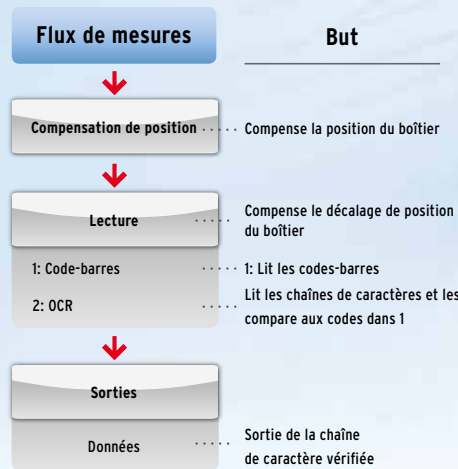 Flux de mesures
But
Compensation de position
Compense la position du boîtier
Lecture
Compense le décalage de position
du boîtier
1: Code-barres
1: Lit les codes-barres
2: OCR
Lit les chaînes de caractères et les
compare aux codes dans 1
Sorties
Données
Sortie de la chaîne
de caractère vérifiée